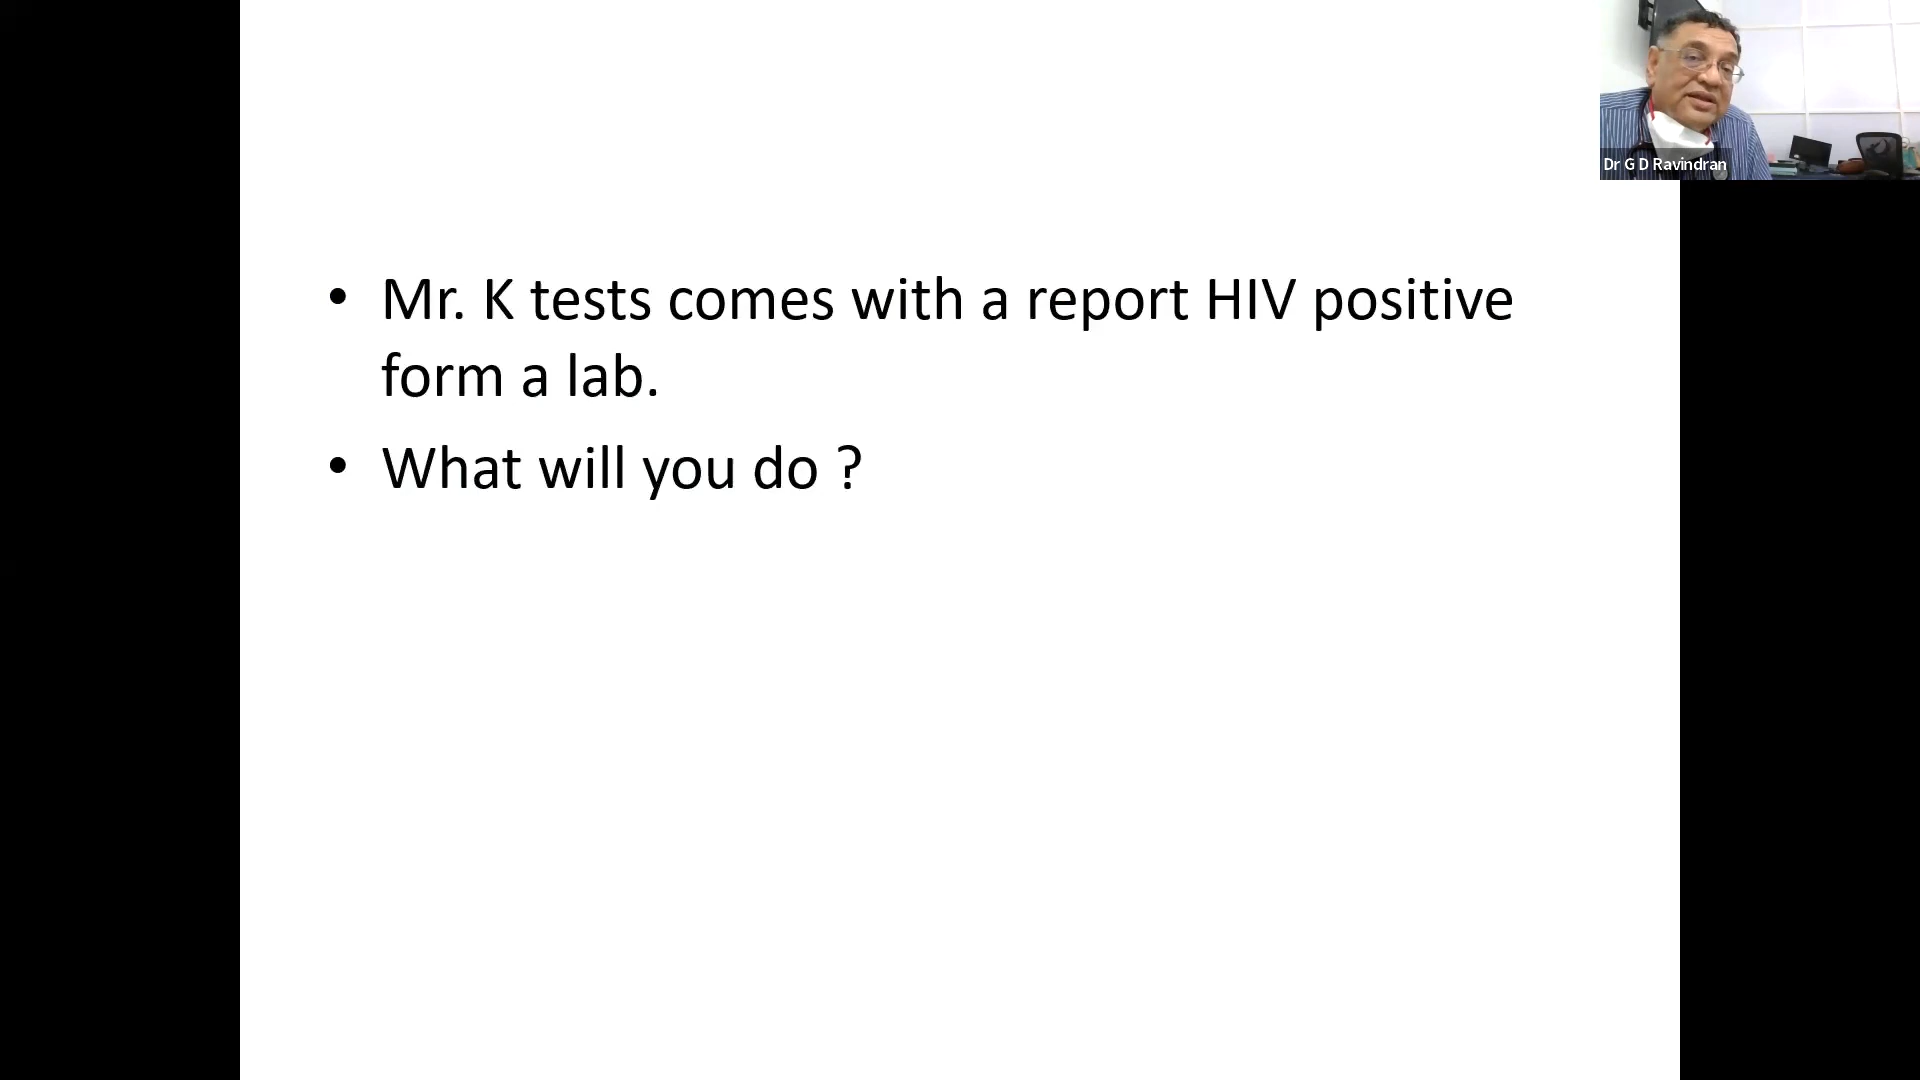 Dr G D Ravindran
• Mr. K tests comes with a report HIV positive
form a lab.
• What will you do ?